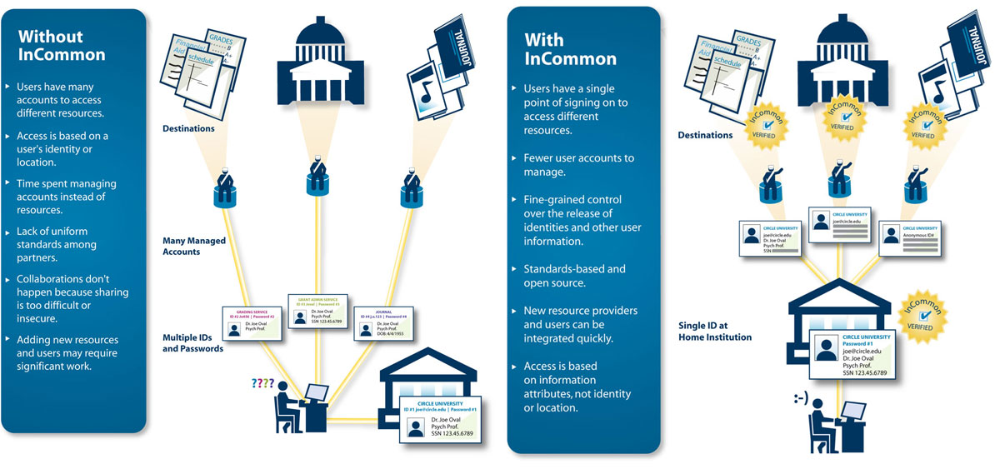 Without
InCommon
Users have many
accounts to access
different resources.
Access is based on a
user's identity or
location.
Time spent managing
accounts instead of
resources.
Lack of uniform
standards among
partners.
Collaborations don't
happen because sharing
is too difficult or
insecure.
Adding new resources
and users may require
significant work.
Financial
Aid
GRADES
B
A+
A-
schedule
JOURNAL
Destinations
Many Managed
Accounts
Multiple IDs
and Passwords
GRADING SERVICE
Dr. Joe Oval
Psych Prof.
GRANT ADMIN SERVICE
Dr. Joe Oval
Psych Prof.
SSN 123.45.6789
JOURNAL
ID #4 j.o.123 | Password #4
Dr. Joe Oval
Psych Prof.
DOB: 4/4/1955
????
CIRCLE UNIVERSITY
ID #1 joe@circle.edu | Password #1
Dr. Joe Oval
Psych Prof.
SSN 123.45.6789
With
InCommon
Users have a single
point of signing on to
access different
resources.
Fewer user accounts to
manage.
Fine-grained control
over the release of
identities and other user
information.
Standards-based and
open source.
New resource providers
and users can be
integrated quickly.
Access is based
on information
attributes, not identity
or location.
Financial
Aid
GRADES
B
A+
A-
schedule
JOURNAL
InCommon
VERIFIED
InCommon
VERIFIED
InCommon
VERIFIED
Destinations
CIRCLE UNIVERSITY
joe@circle.edu
Dr. Joe Oval
Psych Prof.
SSN
CIRCLE UNIVERSITY
joe@circle.edu
CIRCLE UNIVERSITY
Anonymous ID#
Single ID at
Home Institution
InCommon
VERIFIED
CIRCLE UNIVERSITY
Password #1
joe@circle.edu
Dr. Joe Oval
Psych Prof.
SSN 123.45.6789
:-)